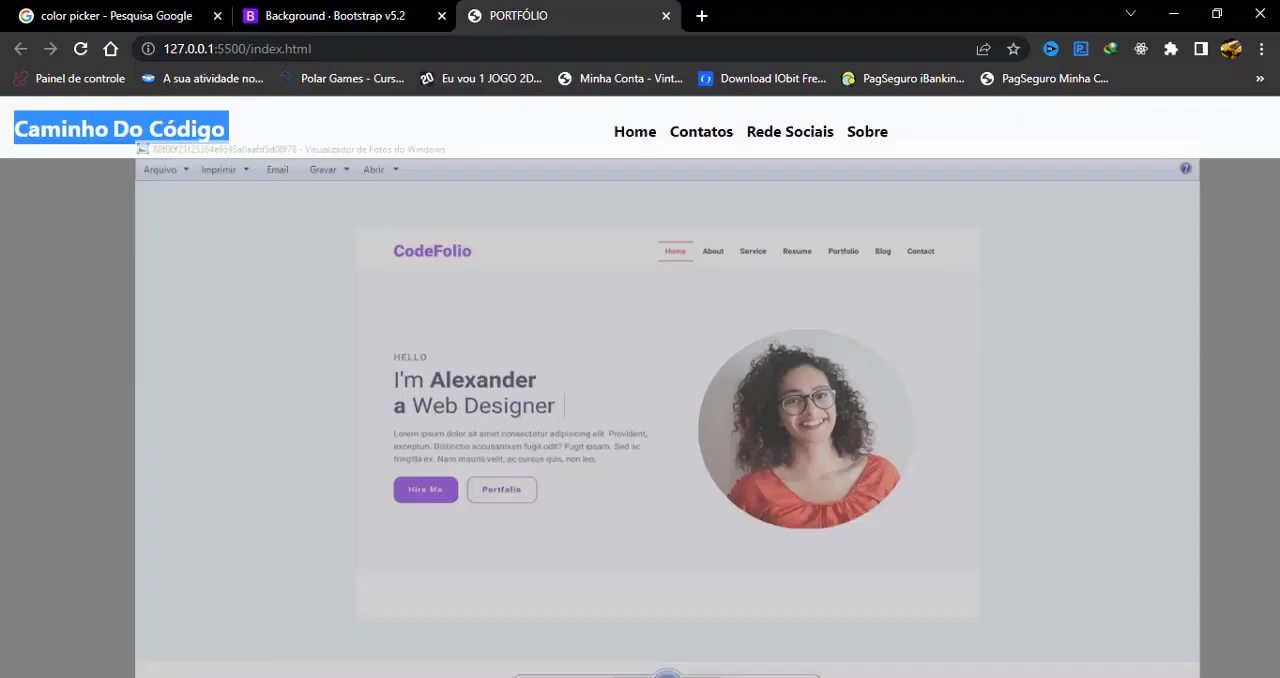 color picker - Pesquisa Google
Background · Bootstrap v5.2
PORTFÓLIO
127.0.0.1:5500/index.html
Painel de controle
A sua atividade no...
Polar Games - Curs...
Eu vou 1 JOGO 2D...
Minha Conta - Vint...
Download IObit Fre...
PagSeguro iBankin...
PagSeguro Minha C...
Caminho Do Código
Home Contatos Rede Sociais Sobre
- Visualizador de Fotos do Windows
Arquivo Imprimir Email Gravar Abrir
CodeFolio
Home About Service Resume Portfolio Blog Contact
HELLO
I'm Alexander
a Web Designer
Lorem ipsum dolor sit amet consectetur adipisicing elit. Provident,
exceptun. Distinctio accusantium fugit odit? Fugit ipsam. Sed ac
fringilla ex. Nam mauris velit, ac cursus quis, non leo.
Hire Me Portfolio